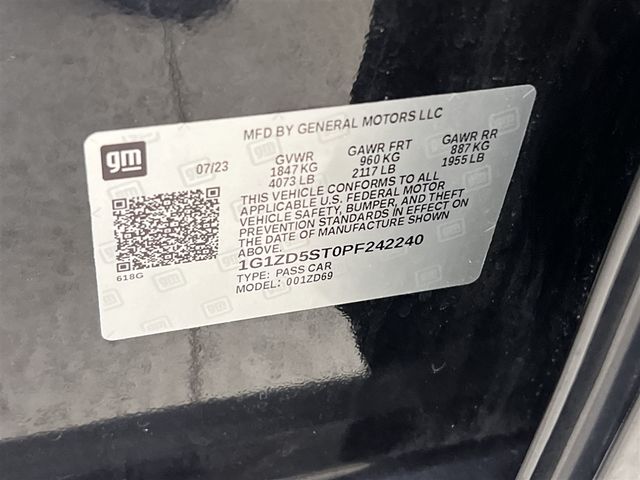 MFD BY GENERAL MOTORS LLC
gm
07/23
GVWR
1847 KG
4073 LB
GAWR FRT
960 KG
2117 LB
GAWR RR
887 KG
1955 LB
THIS VEHICLE CONFORMS TO ALL
APPLICABLE U.S. FEDERAL MOTOR
VEHICLE SAFETY, BUMPER, AND THEFT
PREVENTION STANDARDS IN EFFECT ON
THE DATE OF MANUFACTURE SHOWN
ABOVE.
1G1ZD5ST0PF242240
TYPE: PASS CAR
MODEL: 001ZD69
618G